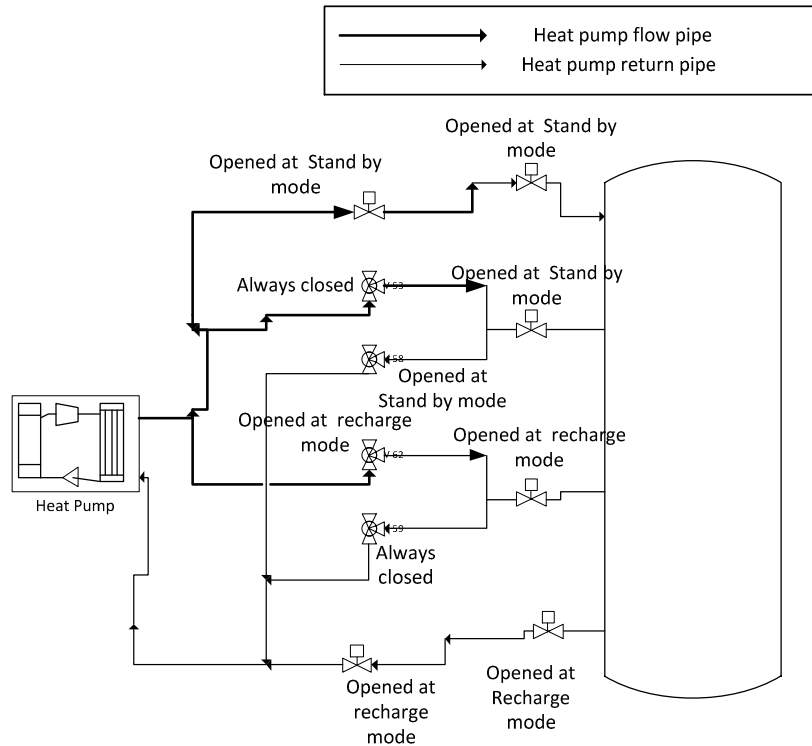 Heat pump flow pipe
Heat pump return pipe
Opened at Stand by
mode
Opened at Stand by
mode
Always closed
V 53
Opened at Stand by
mode
58
Opened at
Stand by mode
Opened at recharge
mode
V 62
Opened at recharge
mode
Heat Pump
59
Always
closed
Opened at
recharge
mode
Opened at
Recharge
mode